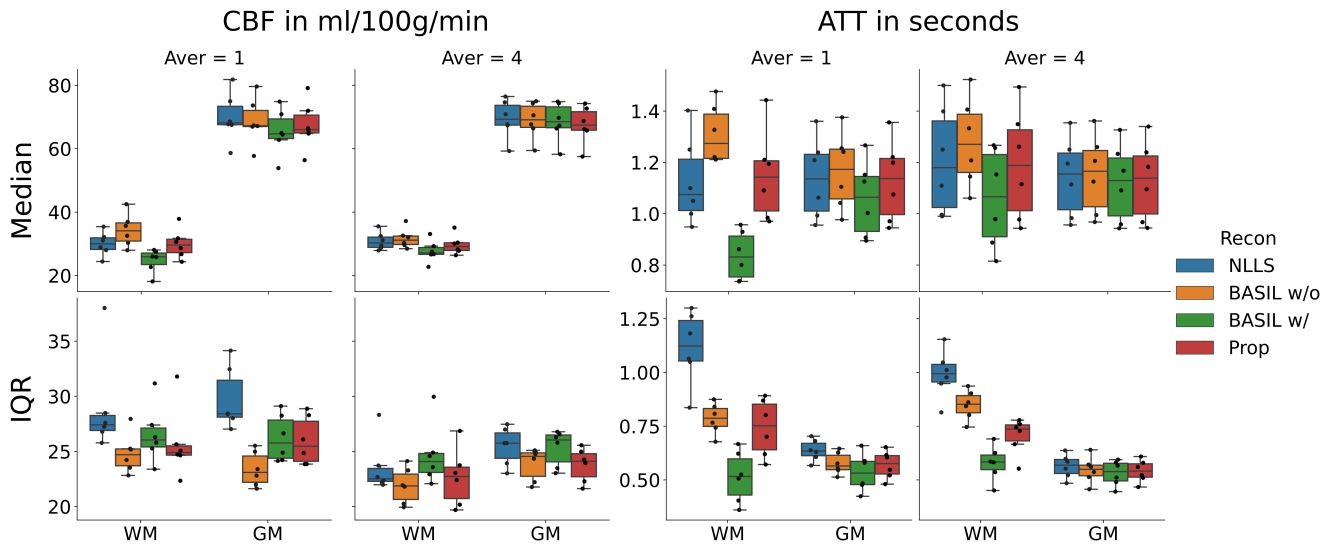 CBF in ml/100g/min
ATT in seconds
Aver = 1
Aver = 4
Aver = 1
Aver = 4
Median
80
60
40
20
1.4
1.2
1.0
0.8
Recon
NLLS
BASIL w/o
BASIL w/
Prop
IQR
35
30
25
20
1.25
1.00
0.75
0.50
WM
GM
WM
GM
WM
GM
WM
GM